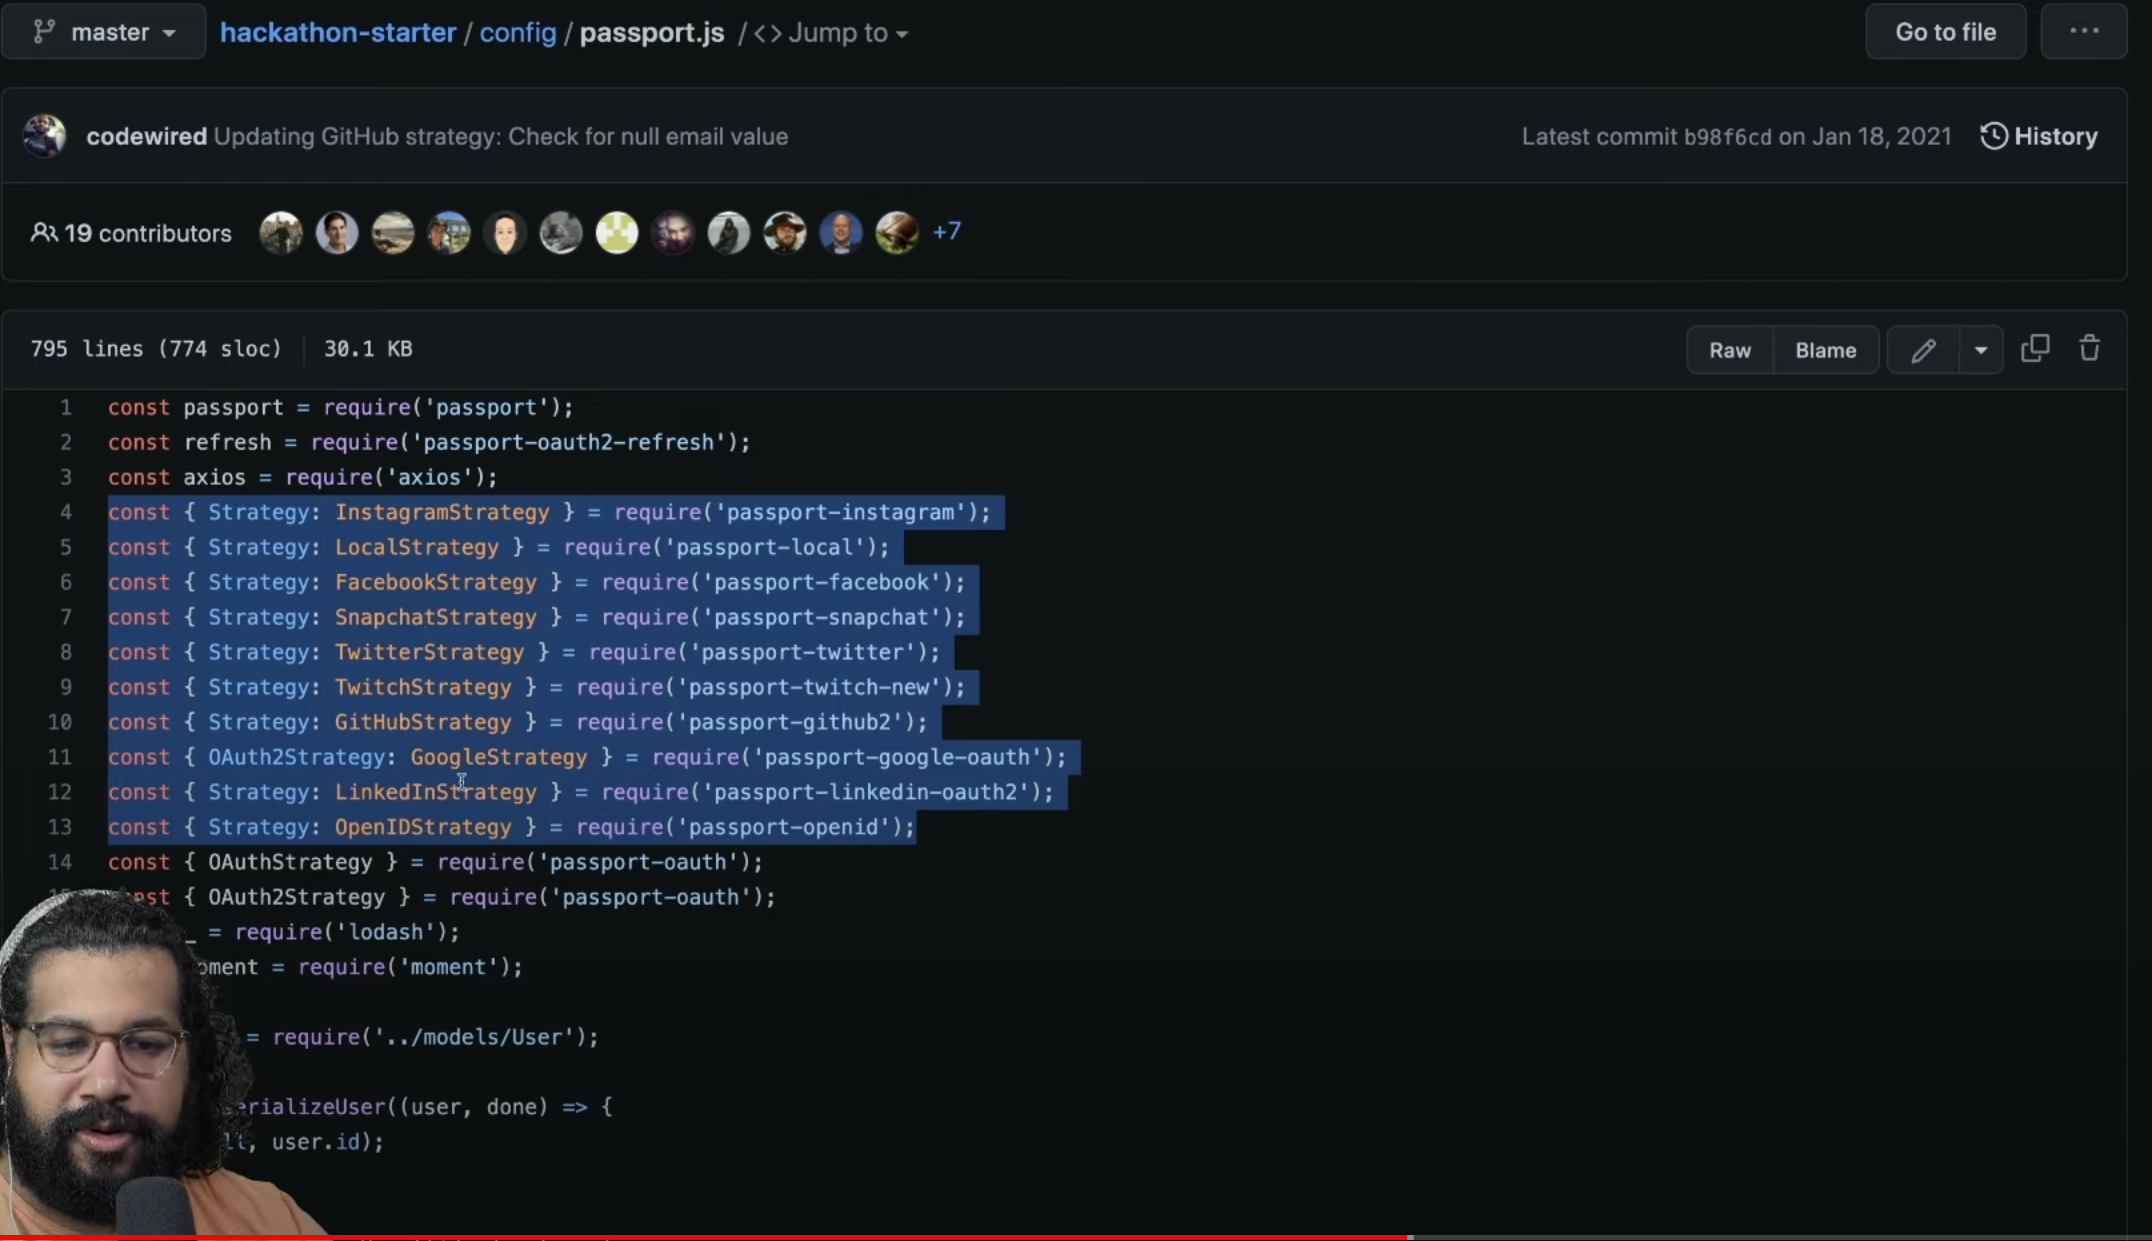 master hackathon-starter / config / passport.js / <> Jump to Go to file ...
codewired Updating GitHub strategy: Check for null email value Latest commit b98f6cd on Jan 18, 2021 History
19 contributors +7
795 lines (774 sloc) 30.1 KB Raw Blame
1 const passport = require('passport');
2 const refresh = require('passport-oauth2-refresh');
3 const axios = require('axios');
4 const { Strategy: InstagramStrategy } = require('passport-instagram');
5 const { Strategy: LocalStrategy } = require('passport-local');
6 const { Strategy: FacebookStrategy } = require('passport-facebook');
7 const { Strategy: SnapchatStrategy } = require('passport-snapchat');
8 const { Strategy: TwitterStrategy } = require('passport-twitter');
9 const { Strategy: TwitchStrategy } = require('passport-twitch-new');
10 const { Strategy: GitHubStrategy } = require('passport-github2');
11 const { OAuth2Strategy: GoogleStrategy } = require('passport-google-oauth');
12 const { Strategy: LinkedInStrategy } = require('passport-linkedin-oauth2');
13 const { Strategy: OpenIDStrategy } = require('passport-openid');
14 const { OAuthStrategy } = require('passport-oauth');
nst { OAuth2Strategy } = require('passport-oauth');
_ = require('lodash');
oment = require('moment');
= require('../models/User');
erializeUser((user, done) => {
, user.id);